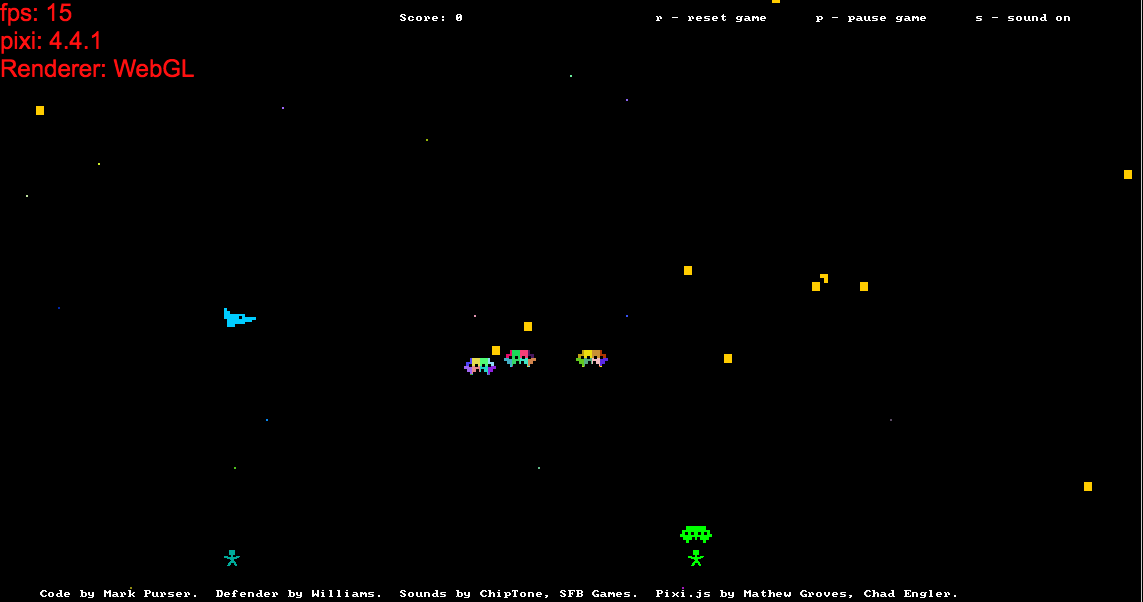 fps: 15
Score: 0 r - reset game p - pause game s - sound on
pixi: 4.4.1
Renderer: WebGL
Code by Mark Purser. Defender by Williams. Sounds by ChipTone, SFB Games. Pixi.js by Mathew Groves, Chad Engler.